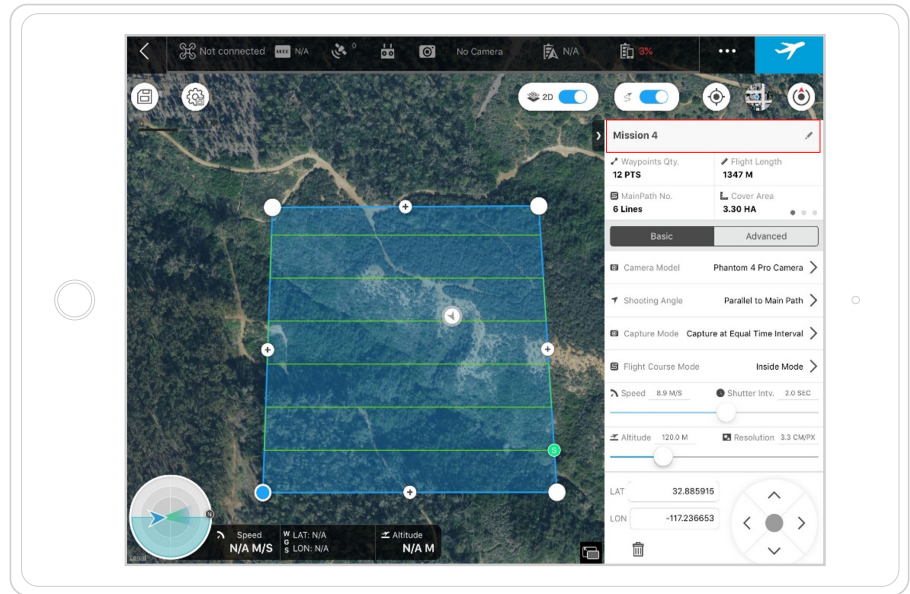 Not connected MODE N/A 0 No Camera N/A 3% •••
2D
Mission 4
Waypoints Qty. Flight Length
12 PTS 1347 M
MainPath No. Cover Area
6 Lines 3.30 HA
Basic Advanced
Camera Model Phantom 4 Pro Camera
Shooting Angle Parallel to Main Path
Capture Mode Capture at Equal Time Interval
Flight Course Mode Inside Mode
Speed 8.9 M/S Shutter Intv. 2.0 SEC
Altitude 120.0 M Resolution 3.3 CM/PX
S
LAT 32.885915
LON -117.236653
N
Speed W LAT: N/A Altitude
N/A M/S G S LON: N/A N/A M
Legal